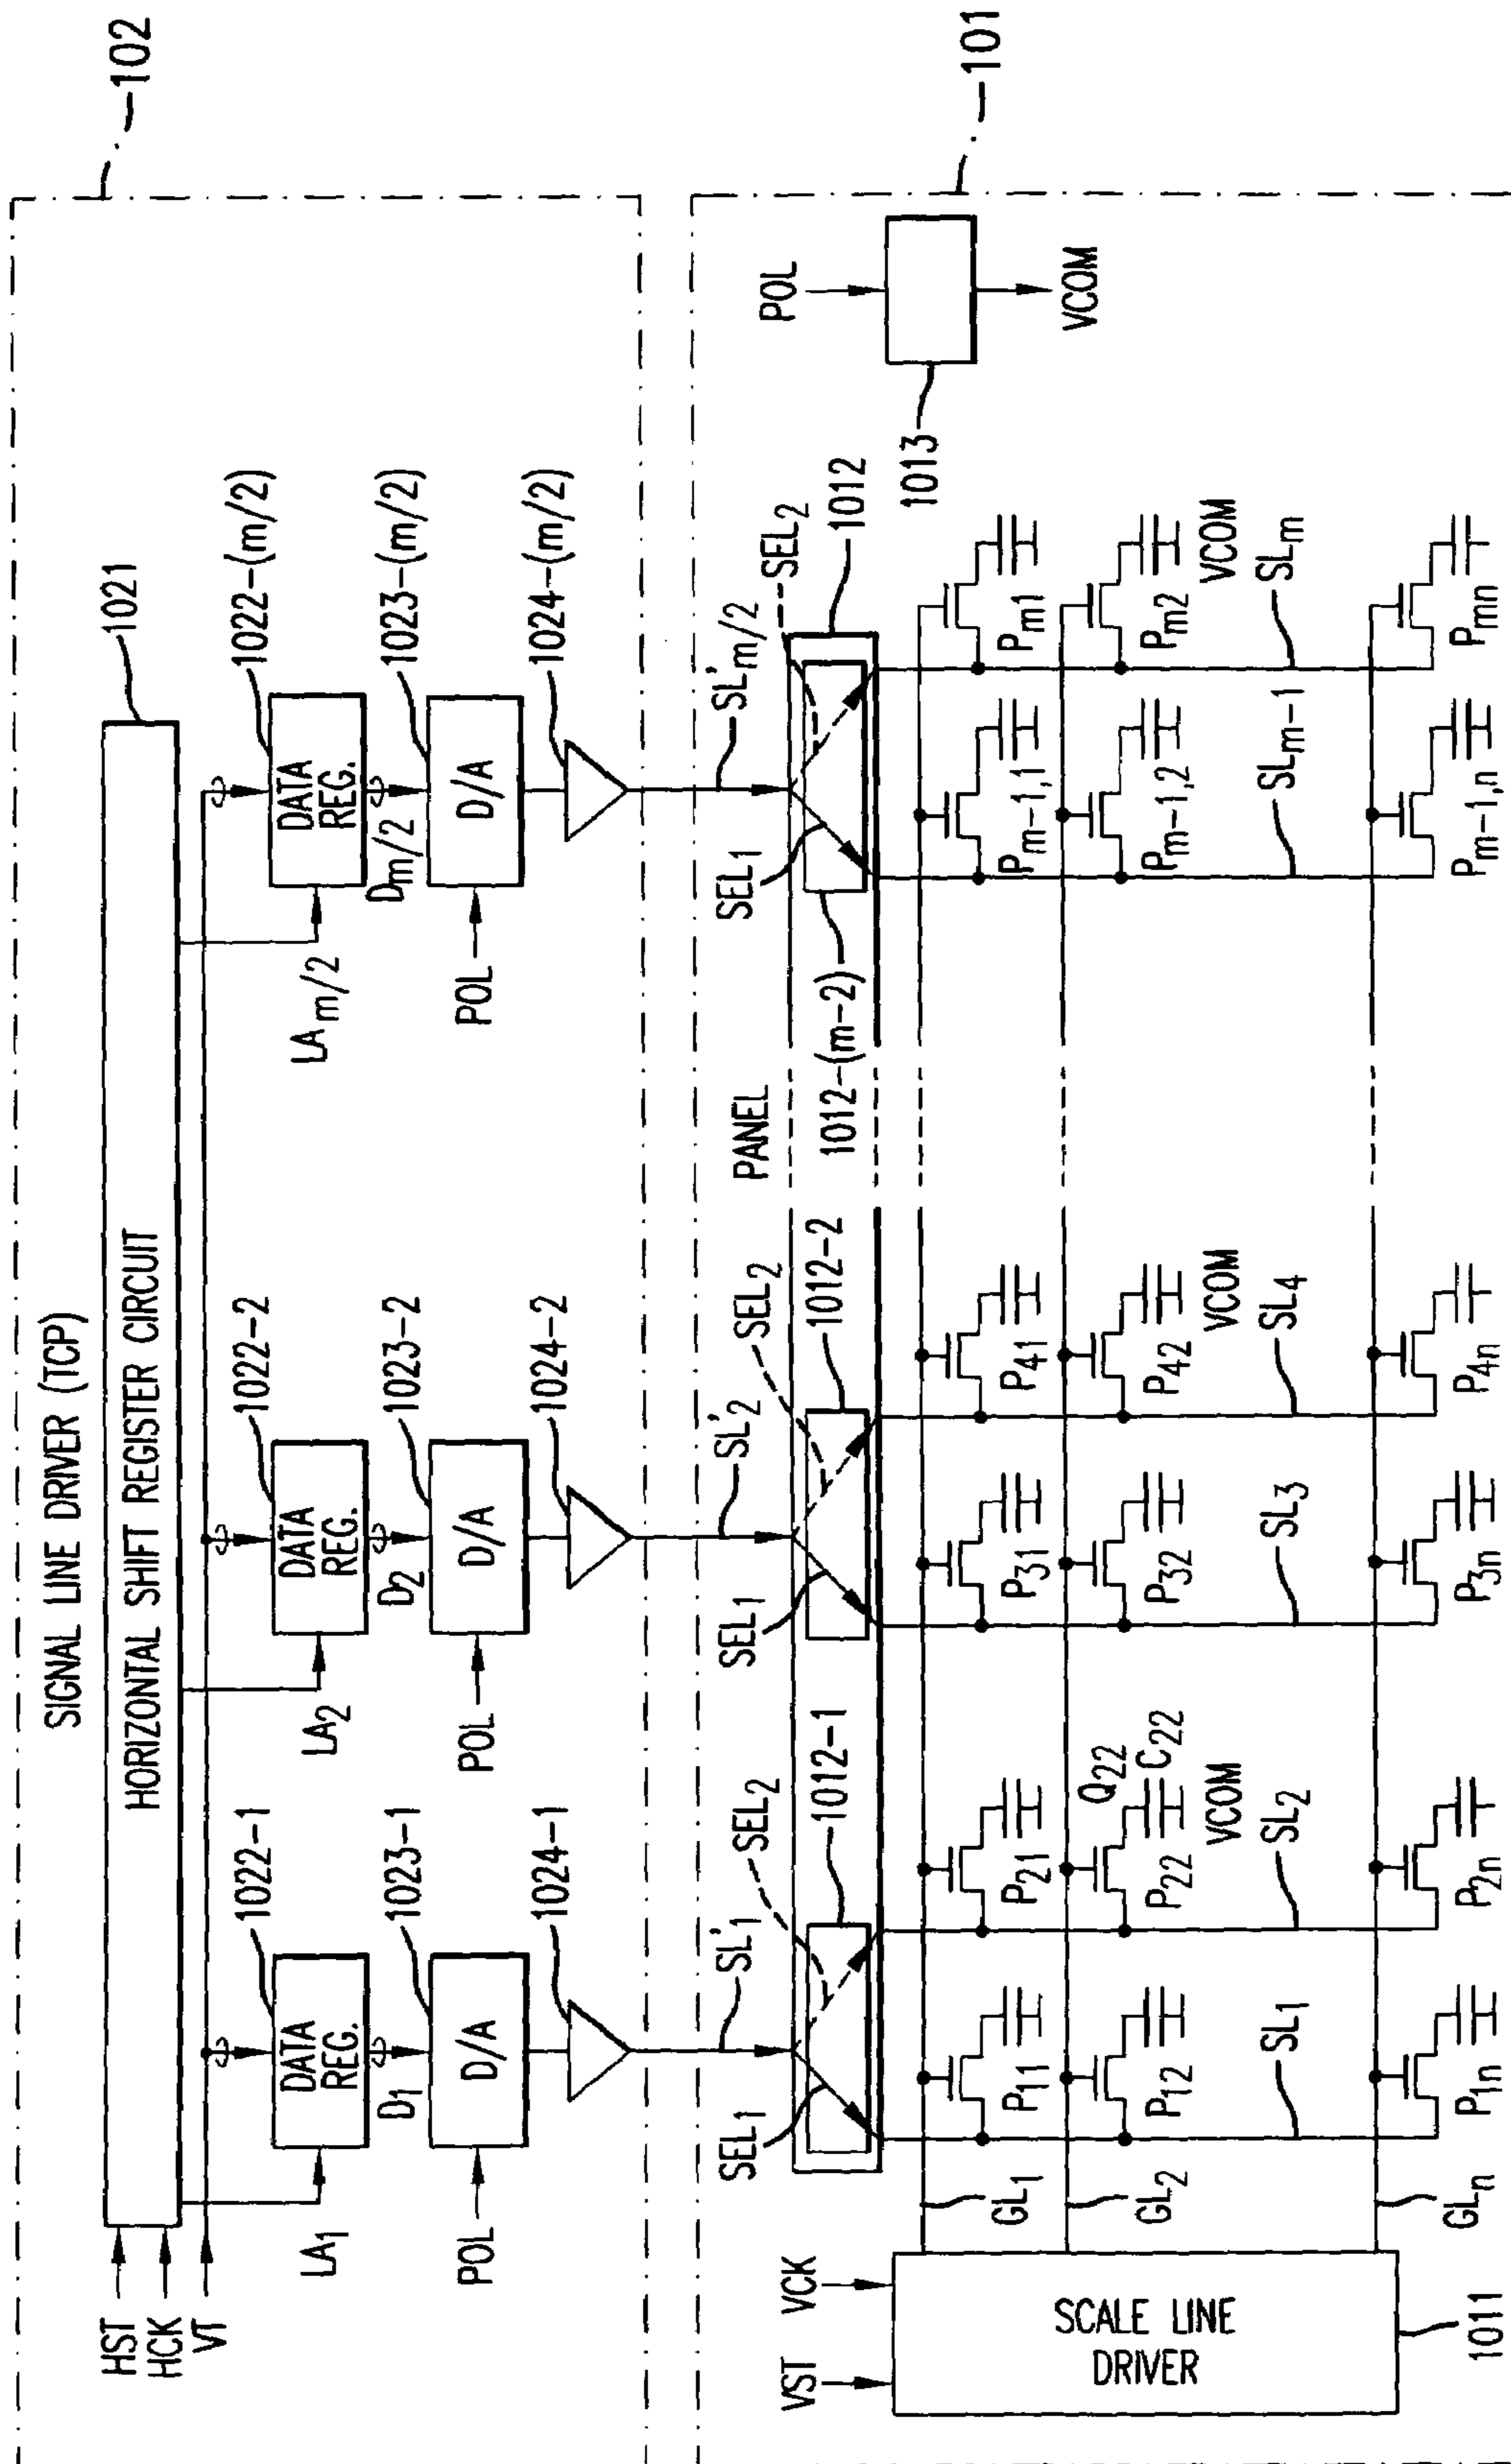 SIGNAL LINE DRIVER (TCP)
102
HST
HCK
VT
HORIZONTAL SHIFT REGISTER CIRCUIT
1021
LA1
DATA REG.
1022-1
LA2
DATA REG.
1022-2
LAm/2
DATA REG.
1022-(m/2)
D1
D2
Dm/2
POL
D/A
1023-1
POL
D/A
1023-2
POL
D/A
1023-(m/2)
1024-1
1024-2
1024-(m/2)
SL'1
SL'2
SL'm/2
PANEL
101
SEL1
SEL2
1012-1
SEL1
SEL2
1012-2
SEL1
SEL2
1012
1012-(m-2)
POL
1013
VCOM
VST
VCK
SCALE LINE
DRIVER
1011
GL1
P11
P21
P31
P41
Pm-1,1
Pm1
GL2
P12
P22
Q22
C22
VCOM
P32
P42
VCOM
Pm-1,2
Pm2
VCOM
SL1
SL2
SL3
SL4
SLm-1
SLm
GLn
P1n
P2n
P3n
P4n
Pm-1,n
Pmn